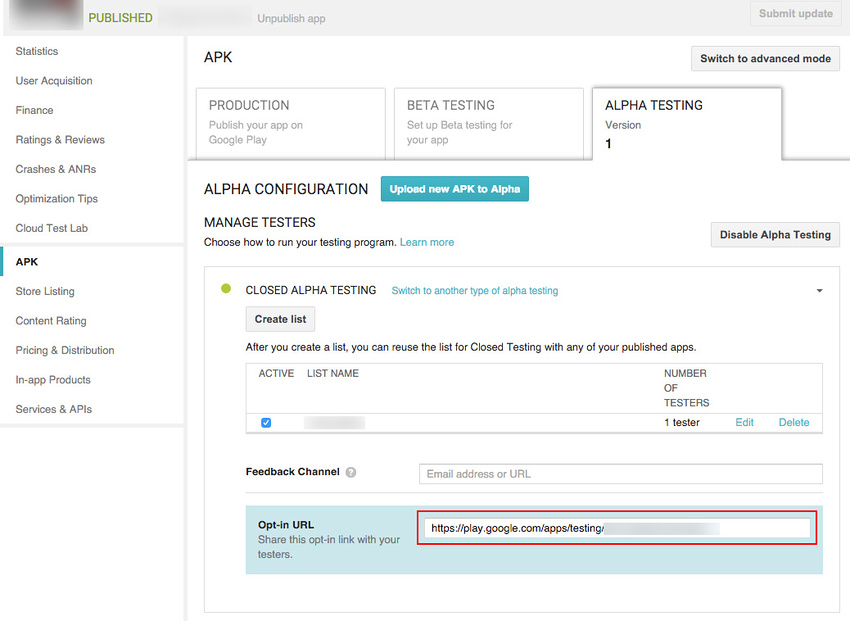 PUBLISHED
Unpublish app
Submit update
Statistics
User Acquisition
Finance
Ratings & Reviews
Crashes & ANRs
Optimization Tips
Cloud Test Lab
APK
Store Listing
Content Rating
Pricing & Distribution
In-app Products
Services & APIs
APK
Switch to advanced mode
PRODUCTION
Publish your app on
Google Play
BETA TESTING
Set up Beta testing for
your app
ALPHA TESTING
Version
1
ALPHA CONFIGURATION
Upload new APK to Alpha
MANAGE TESTERS
Choose how to run your testing program. Learn more
Disable Alpha Testing
CLOSED ALPHA TESTING Switch to another type of alpha testing
Create list
After you create a list, you can reuse the list for Closed Testing with any of your published apps.
ACTIVE LIST NAME
NUMBER
OF
TESTERS
1 tester Edit Delete
Feedback Channel ?
Email address or URL
Opt-in URL
Share this opt-in link with your
testers.
https://play.google.com/apps/testing/